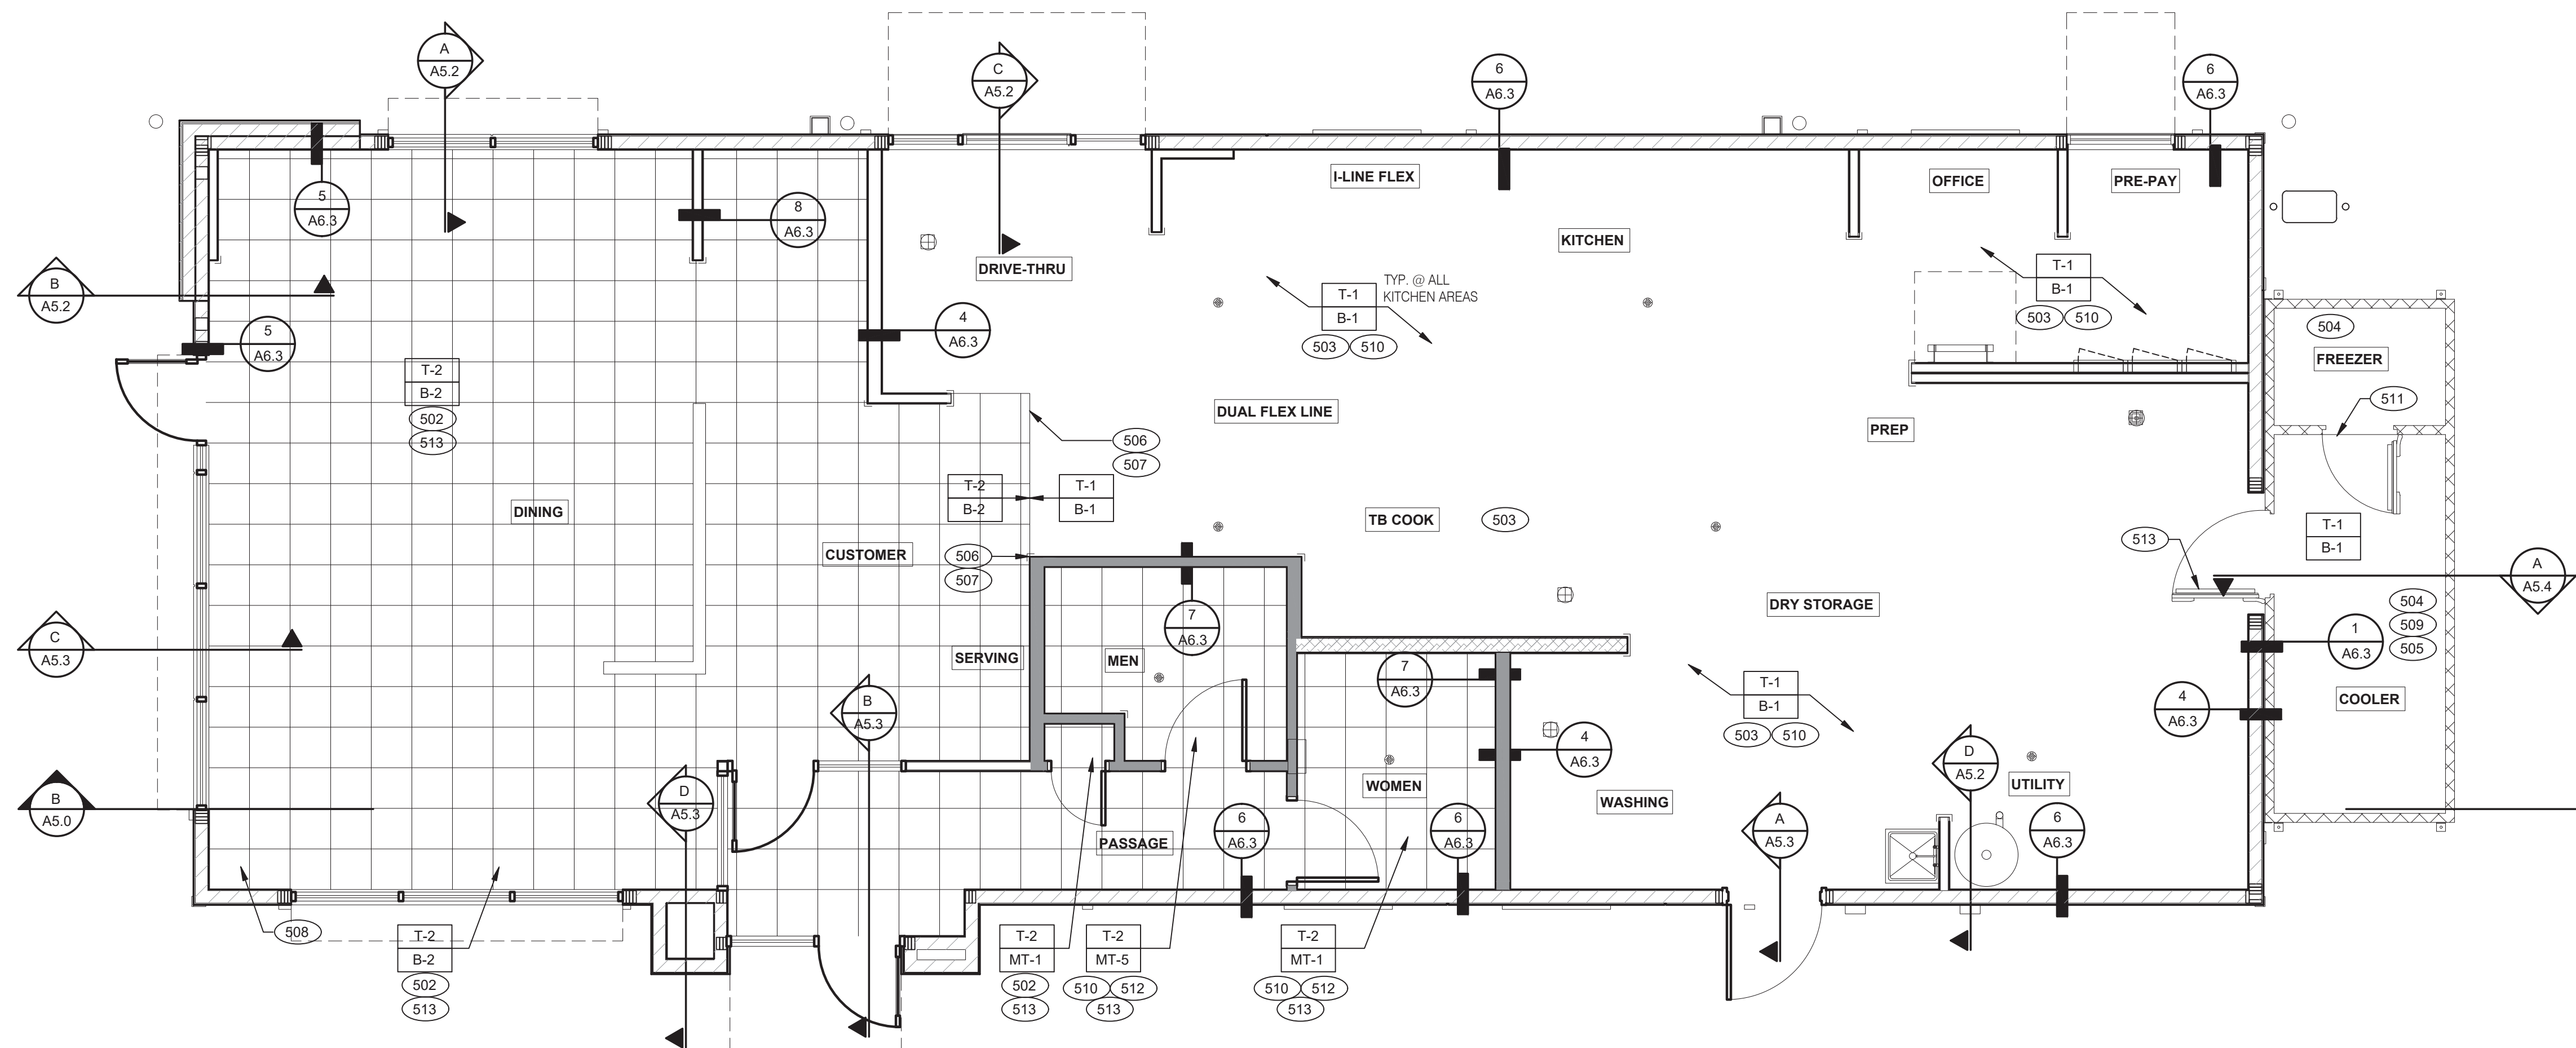 A
A5.2
C
A5.2
6
A6.3
6
A6.3
5
A6.3
8
A6.3
I-LINE FLEX
OFFICE
PRE-PAY
KITCHEN
DRIVE-THRU
B
A5.2
T-1
B-1
TYP. @ ALL
KITCHEN AREAS
503
510
T-1
B-1
503
510
4
A6.3
5
A6.3
504
FREEZER
T-2
B-2
502
513
511
DUAL FLEX LINE
PREP
506
507
T-2
B-2
T-1
B-1
DINING
TB COOK
503
T-1
B-1
513
CUSTOMER
506
507
A
A5.4
DRY STORAGE
504
509
505
7
A6.3
1
A6.3
C
A5.3
SERVING
MEN
7
A6.3
T-1
B-1
503
510
4
A6.3
COOLER
B
A5.3
4
A6.3
D
A5.2
UTILITY
WOMEN
WASHING
B
A5.0
D
A5.3
PASSAGE
6
A6.3
6
A6.3
A
A5.3
6
A6.3
508
T-2
B-2
502
513
T-2
MT-1
502
513
T-2
MT-5
510
512
513
T-2
MT-1
510
512
513